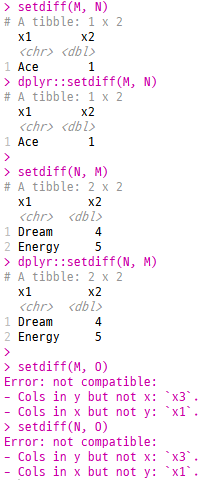 > setdiff(M, N)
# A tibble: 1 x 2
  x1       x2
  <chr> <dbl>
1 Ace       1
> dplyr::setdiff(M, N)
# A tibble: 1 x 2
  x1       x2
  <chr> <dbl>
1 Ace       1
>
> setdiff(N, M)
# A tibble: 2 x 2
  x1        x2
  <chr>  <dbl>
1 Dream      4
2 Energy     5
> dplyr::setdiff(N, M)
# A tibble: 2 x 2
  x1        x2
  <chr>  <dbl>
1 Dream      4
2 Energy     5
>
> setdiff(M, O)
Error: not compatible:
- Cols in y but not x: `x3`.
- Cols in x but not y: `x1`.
> setdiff(N, O)
Error: not compatible:
- Cols in y but not x: `x3`.
- Cols in x but not y: `x1`.